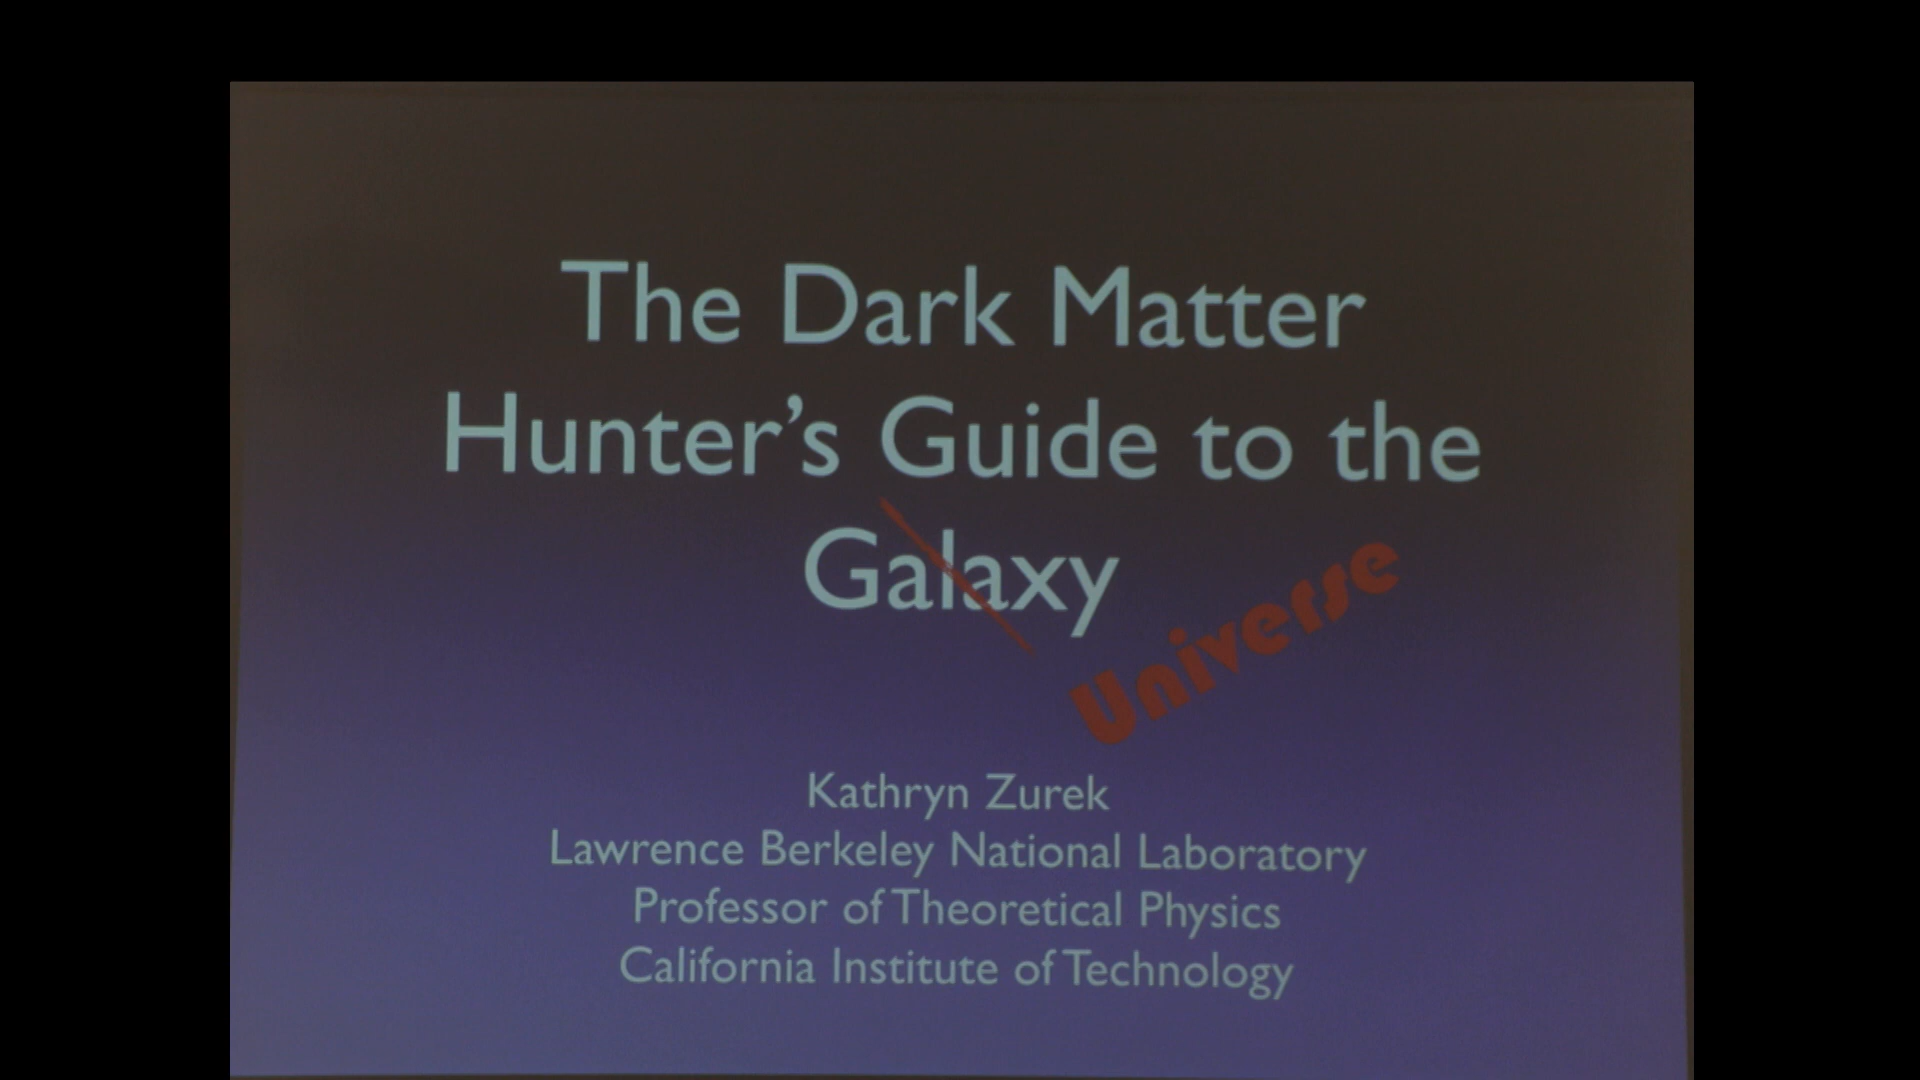 The Dark Matter
Hunter's Guide to the
Galaxy
Universe
Kathryn Zurek
Lawrence Berkeley National Laboratory
Professor of Theoretical Physics
California Institute of Technology